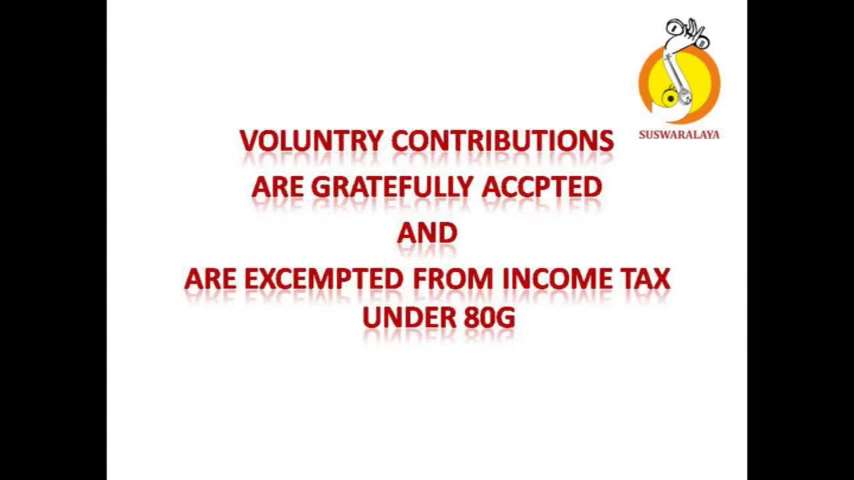 SUSWARALAYA
VOLUNTRY CONTRIBUTIONS
ARE GRATEFULLY ACCPTED
AND
ARE EXCEMPTED FROM INCOME TAX
UNDER 80G